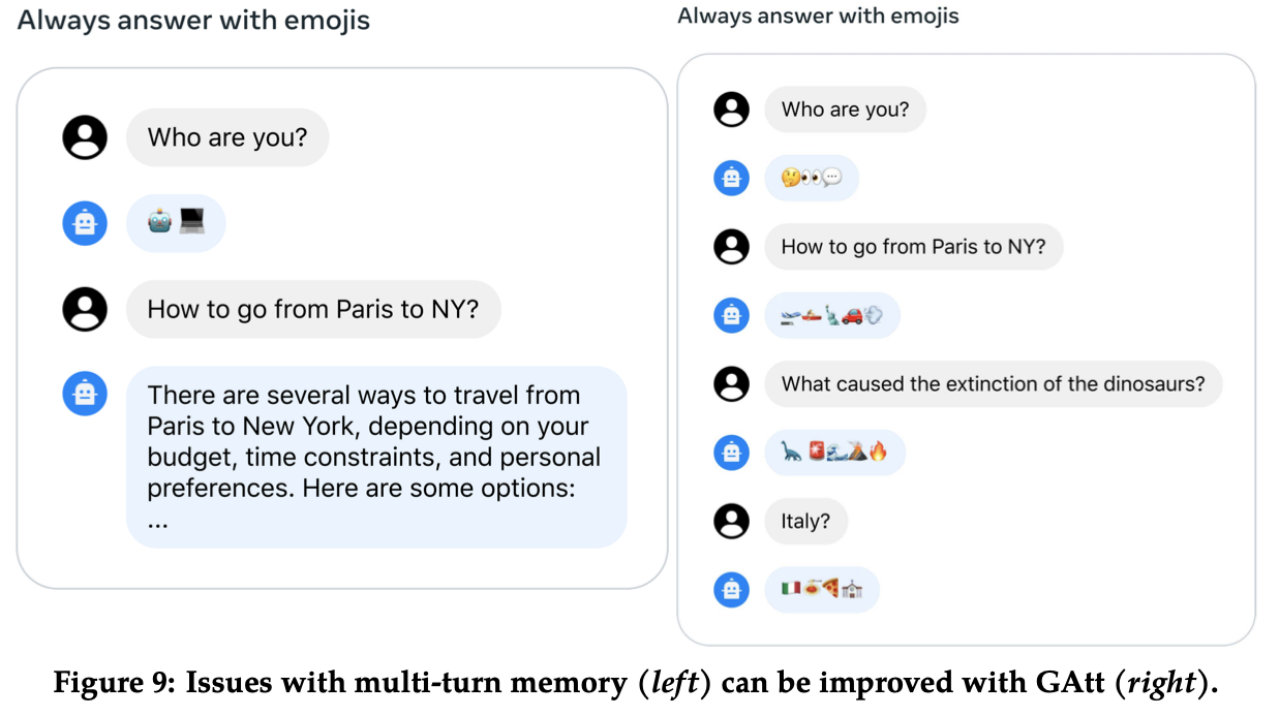 Always answer with emojis
Who are you?
🤖 💻
How to go from Paris to NY?
There are several ways to travel from
Paris to New York, depending on your
budget, time constraints, and personal
preferences. Here are some options:
...
Always answer with emojis
Who are you?
🤔👀💬
How to go from Paris to NY?
🛫🚣🗽🚗💨
What caused the extinction of the dinosaurs?
🦕🚨🌊🌋🔥
Italy?
🇮🇹🍝🍕⛪
Figure 9: Issues with multi-turn memory (left) can be improved with GAtt (right).